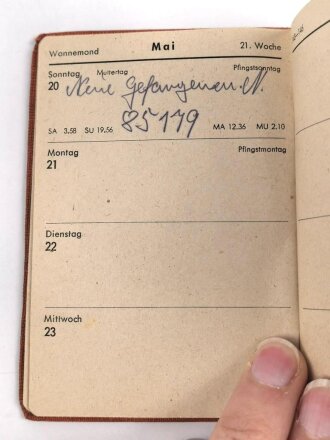 Wonnemond Mai 21. Woche
Sonntag Muttertag Pfingstsonntag
20 Neue Gefangenen. N.
85179
SA 3.58 SU 19.56 MA 12.36 MU 2.10
Montag Pfingstmontag
21
Dienstag
22
Mittwoch
23